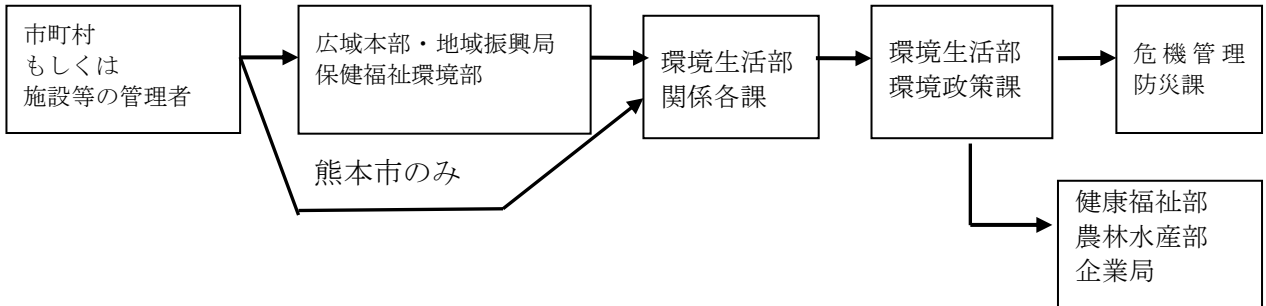 市町村
もしくは
施設等の管理者
広域本部・地域振興局
保健福祉環境部
熊本市のみ
環境生活部
関係各課
環境生活部
環境政策課
危機管理
防災課
健康福祉部
農林水産部
企業局